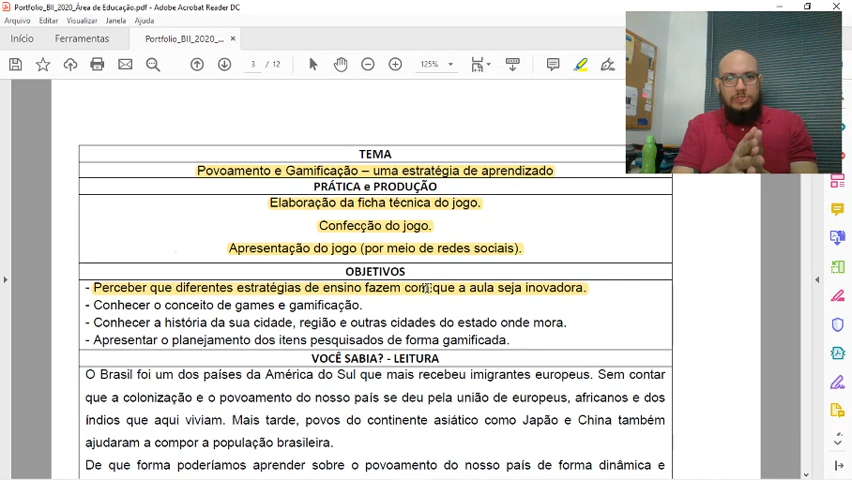 Portfolio_BII_2020_Área de Educação.pdf - Adobe Acrobat Reader DC
Arquivo Editar Visualizar Janela Ajuda
Início Ferramentas Portfolio_BII_2020_...
3 / 12 125%
TEMA
Povoamento e Gamificação – uma estratégia de aprendizado
PRÁTICA e PRODUÇÃO
Elaboração da ficha técnica do jogo.
Confecção do jogo.
Apresentação do jogo (por meio de redes sociais).
OBJETIVOS
- Perceber que diferentes estratégias de ensino fazem com que a aula seja inovadora.
- Conhecer o conceito de games e gamificação.
- Conhecer a história da sua cidade, região e outras cidades do estado onde mora.
- Apresentar o planejamento dos itens pesquisados de forma gamificada.
VOCÊ SABIA? - LEITURA
O Brasil foi um dos países da América do Sul que mais recebeu imigrantes europeus. Sem contar
que a colonização e o povoamento do nosso país se deu pela união de europeus, africanos e dos
índios que aqui viviam. Mais tarde, povos do continente asiático como Japão e China também
ajudaram a compor a população brasileira.
De que forma poderíamos aprender sobre o povoamento do nosso país de forma dinâmica e